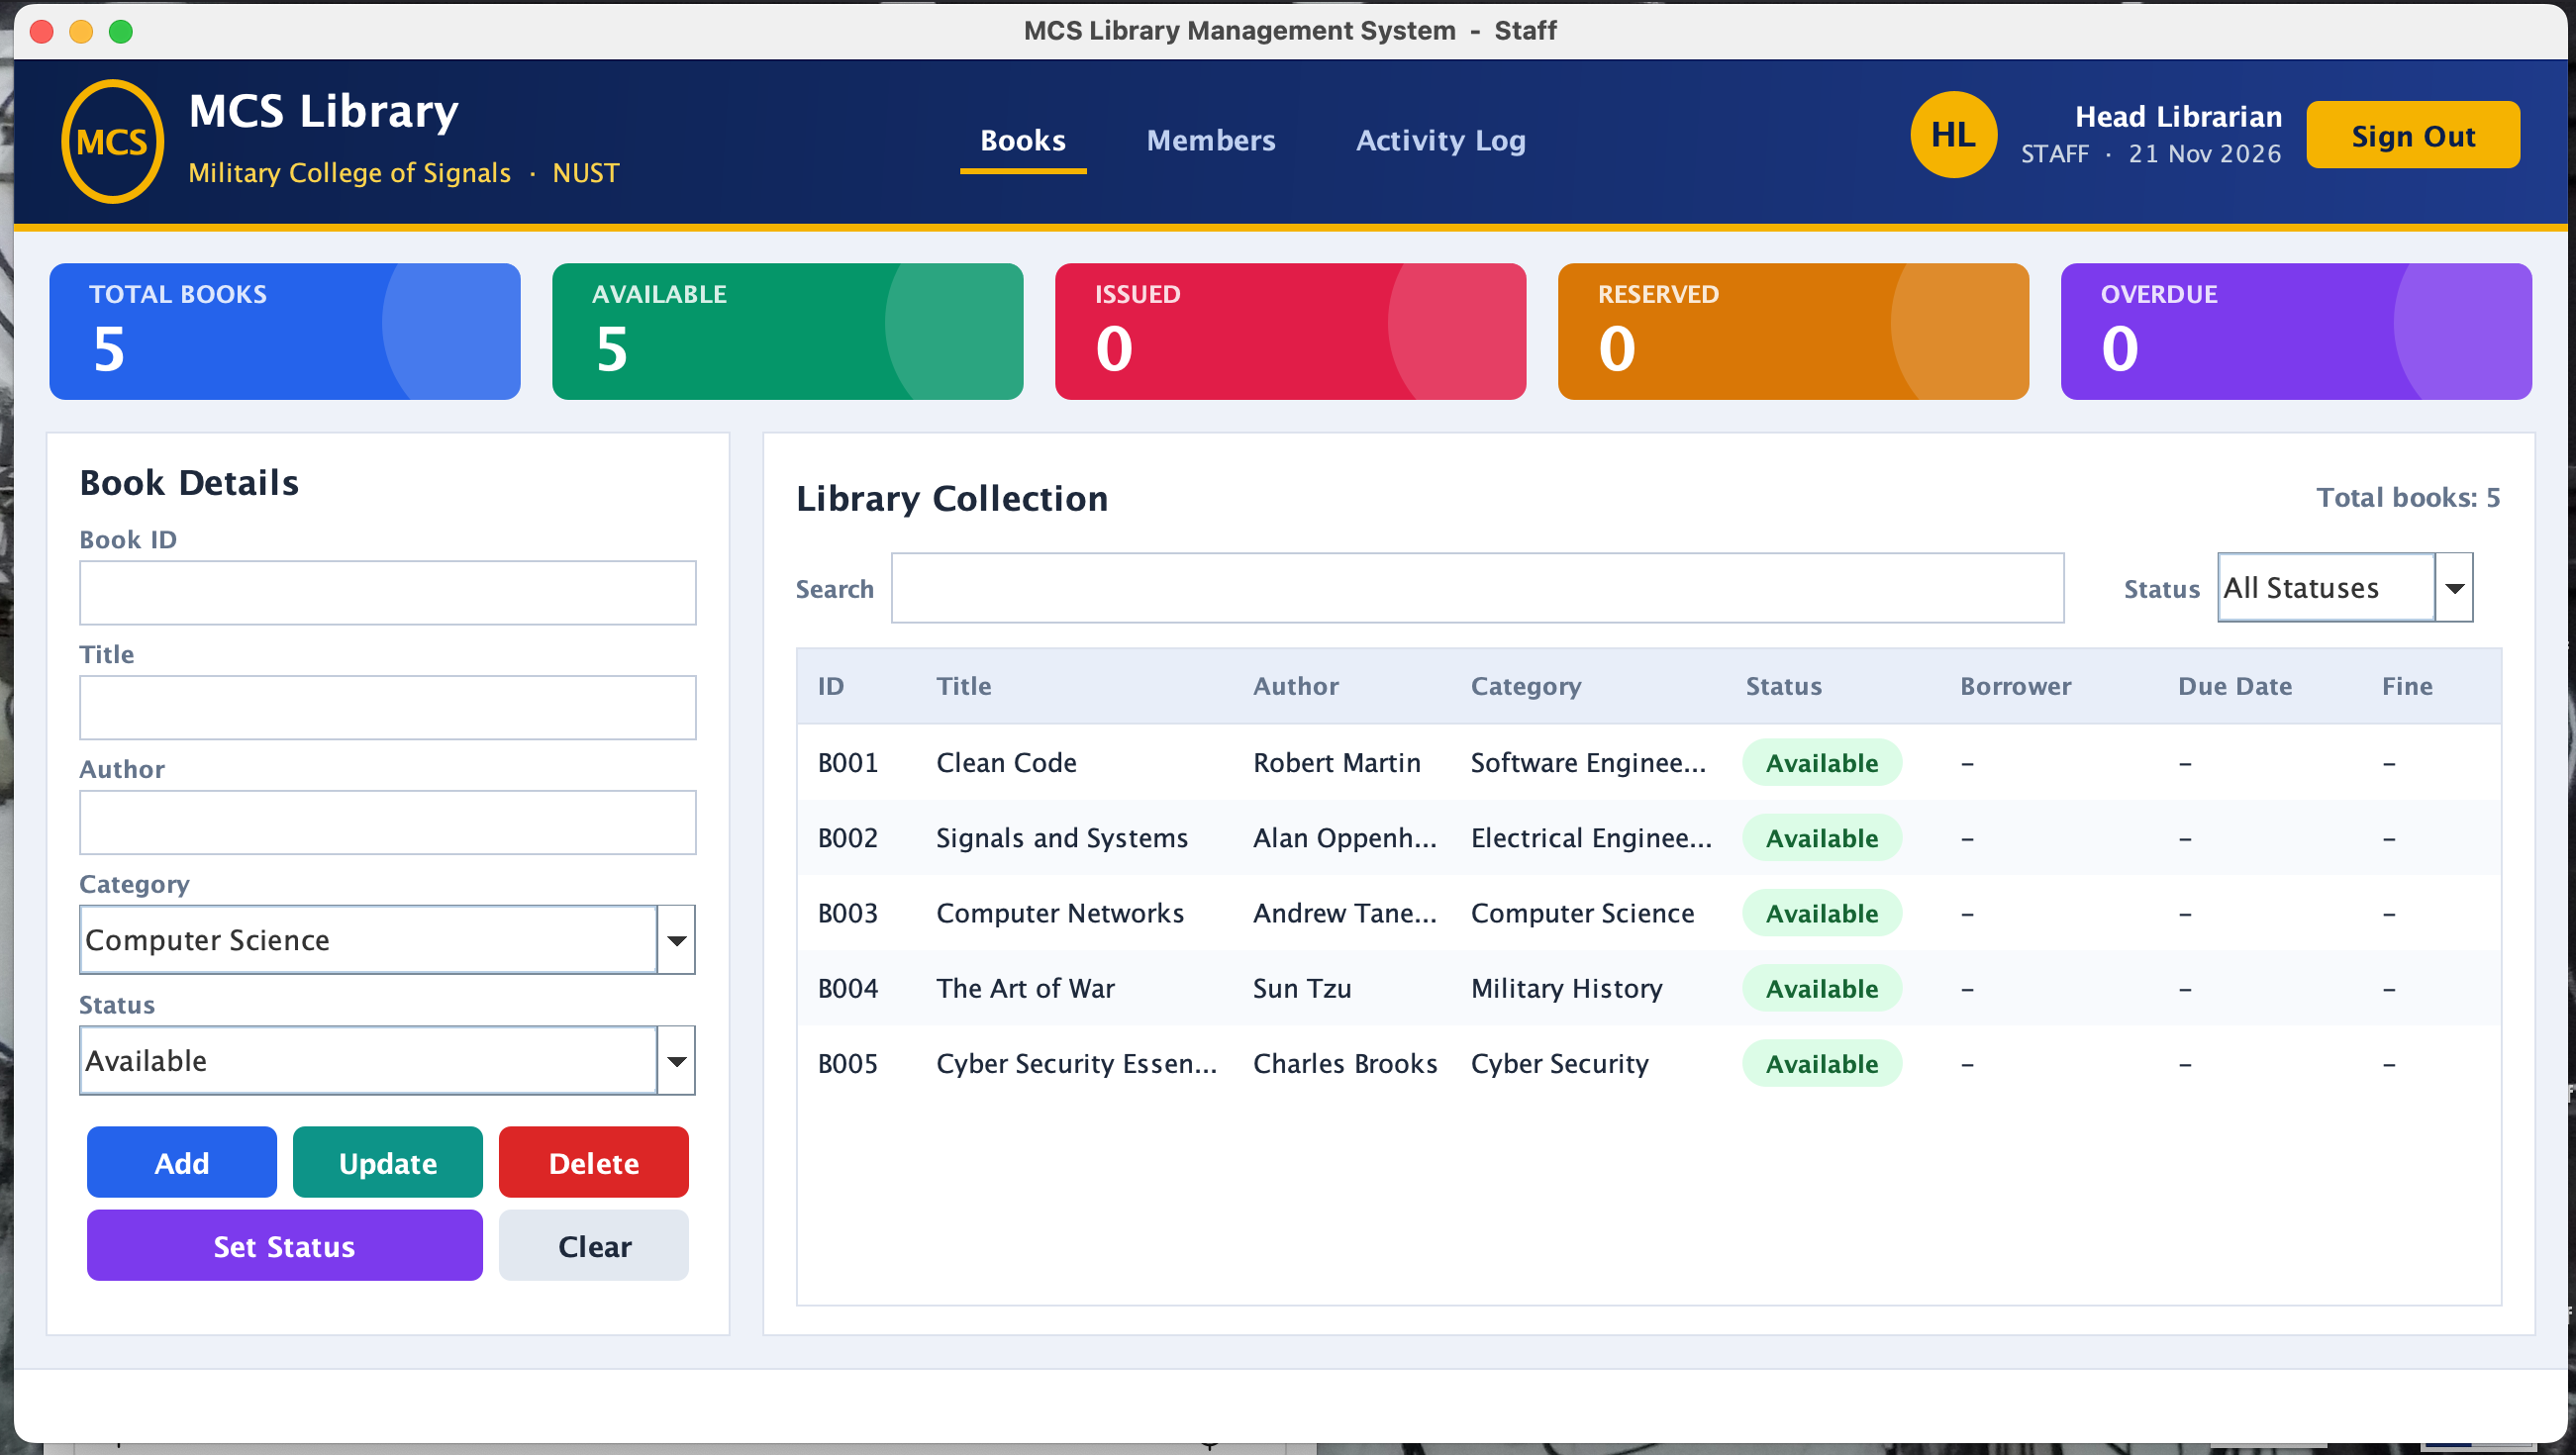 MCS Library Management System - Staff
MCS
MCS Library
Military College of Signals · NUST
Books
Members
Activity Log
HL
Head Librarian
STAFF · 21 Nov 2026
Sign Out
TOTAL BOOKS
5
AVAILABLE
5
ISSUED
0
RESERVED
0
OVERDUE
0
Book Details
Book ID
Title
Author
Category
Computer Science
Status
Available
Add
Update
Delete
Set Status
Clear
Library Collection
Total books: 5
Search
Status
All Statuses
ID Title Author Category Status Borrower Due Date Fine
B001 Clean Code Robert Martin Software Enginee... Available – – –
B002 Signals and Systems Alan Oppenh... Electrical Enginee... Available – – –
B003 Computer Networks Andrew Tane... Computer Science Available – – –
B004 The Art of War Sun Tzu Military History Available – – –
B005 Cyber Security Essen... Charles Brooks Cyber Security Available – – –